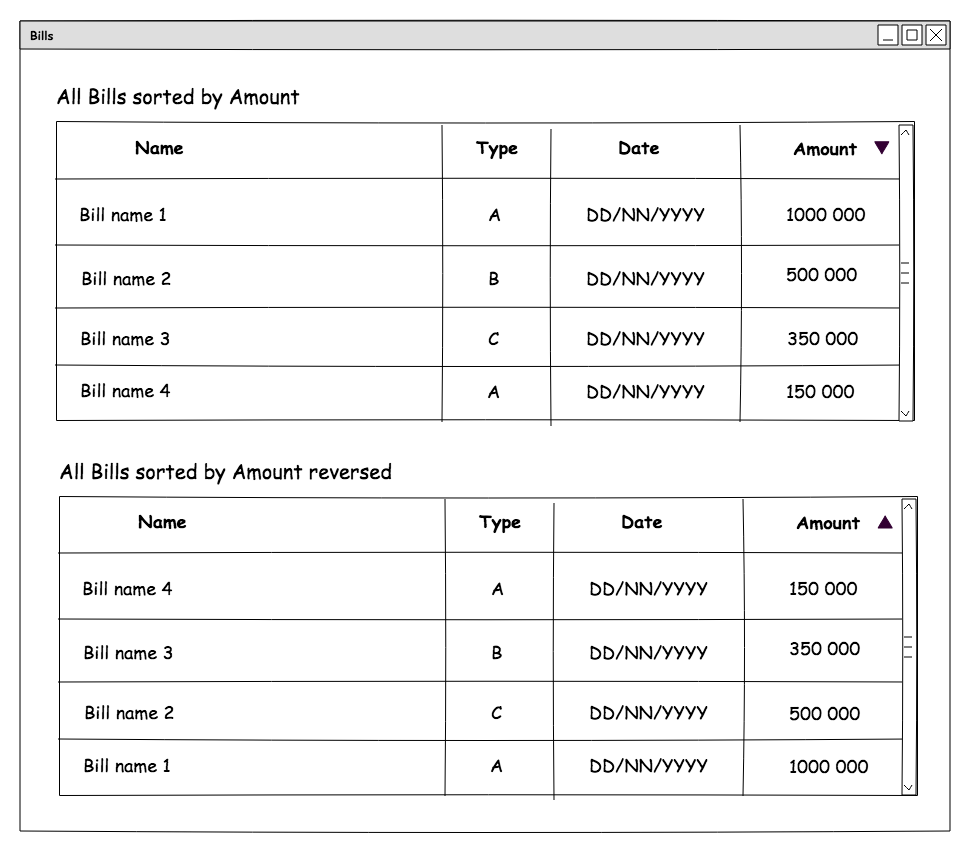 Bills
All Bills sorted by Amount
Name Type Date Amount
Bill name 1 A DD/NN/YYYY 1000 000
Bill name 2 B DD/NN/YYYY 500 000
Bill name 3 C DD/NN/YYYY 350 000
Bill name 4 A DD/NN/YYYY 150 000
All Bills sorted by Amount reversed
Name Type Date Amount
Bill name 4 A DD/NN/YYYY 150 000
Bill name 3 B DD/NN/YYYY 350 000
Bill name 2 C DD/NN/YYYY 500 000
Bill name 1 A DD/NN/YYYY 1000 000